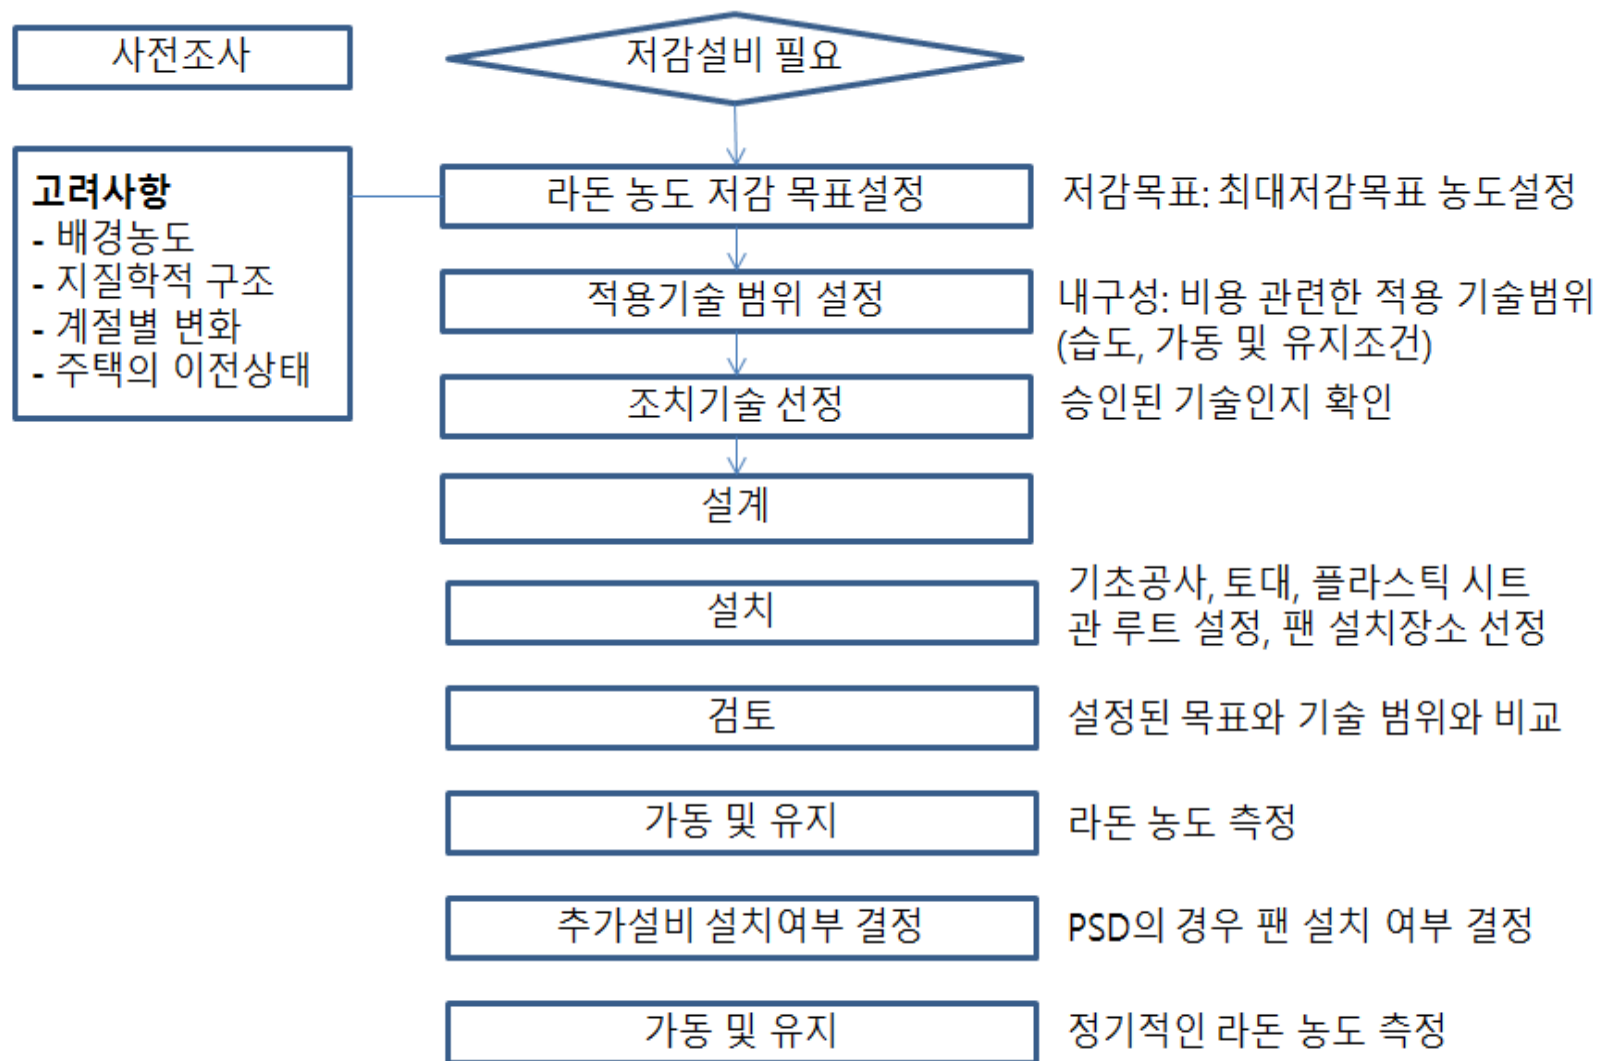 사전조사
저감설비 필요
고려사항
- 배경농도
- 지질학적 구조
- 계절별 변화
- 주택의 이전상태
라돈 농도 저감 목표설정
저감목표: 최대저감목표 농도설정
적용기술 범위 설정
내구성: 비용 관련한 적용 기술범위
(습도, 가동 및 유지조건)
조치기술 선정
승인된 기술인지 확인
설계
설치
기초공사, 토대, 플라스틱 시트
관 루트 설정, 팬 설치장소 선정
검토
설정된 목표와 기술 범위와 비교
가동 및 유지
라돈 농도 측정
추가설비 설치여부 결정
PSD의 경우 팬 설치 여부 결정
가동 및 유지
정기적인 라돈 농도 측정